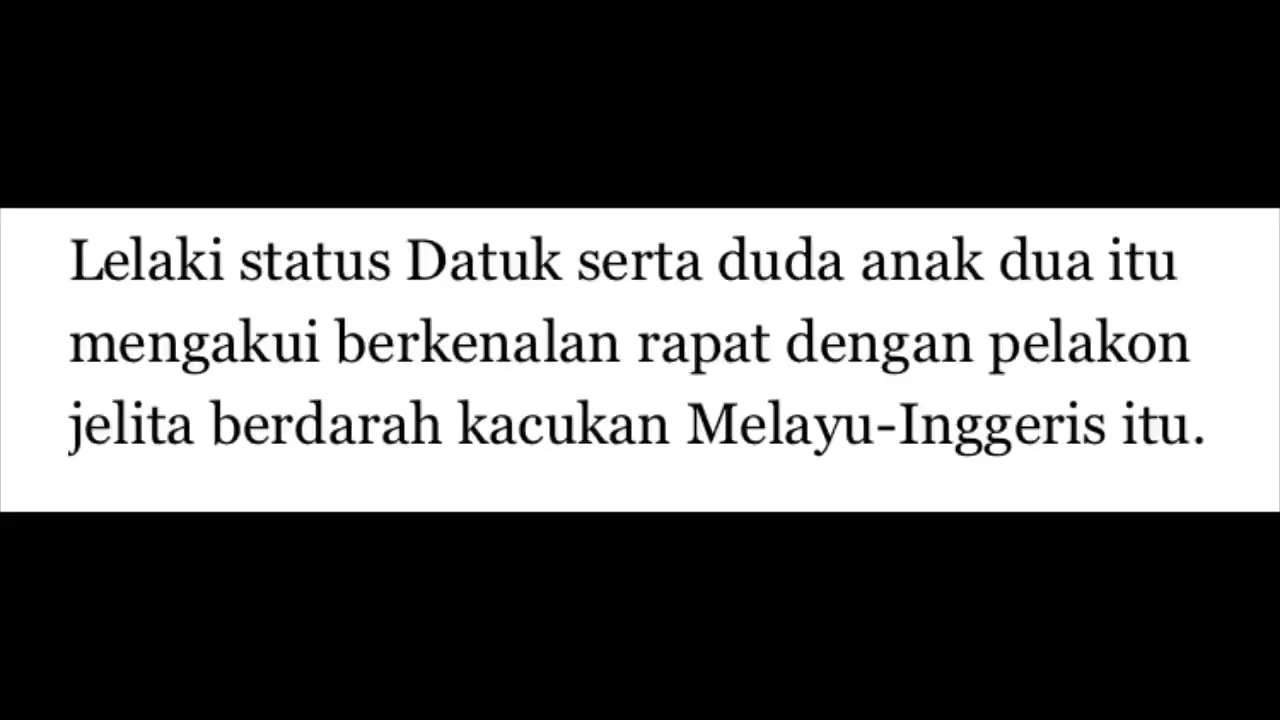 Lelaki status Datuk serta duda anak dua itu
mengakui berkenalan rapat dengan pelakon
jelita berdarah kacukan Melayu-Inggeris itu.